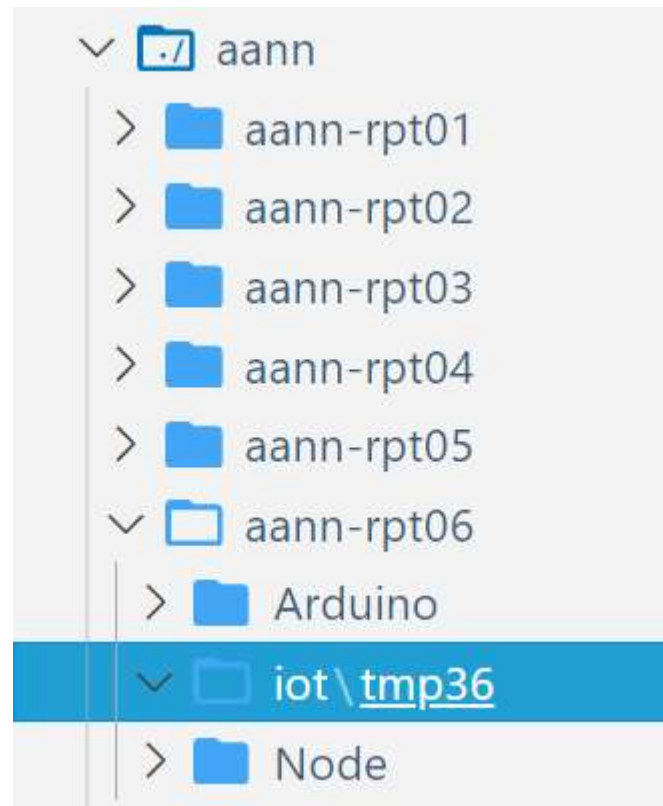 ./ aann
aann-rpt01
aann-rpt02
aann-rpt03
aann-rpt04
aann-rpt05
aann-rpt06
Arduino
iot\tmp36
Node